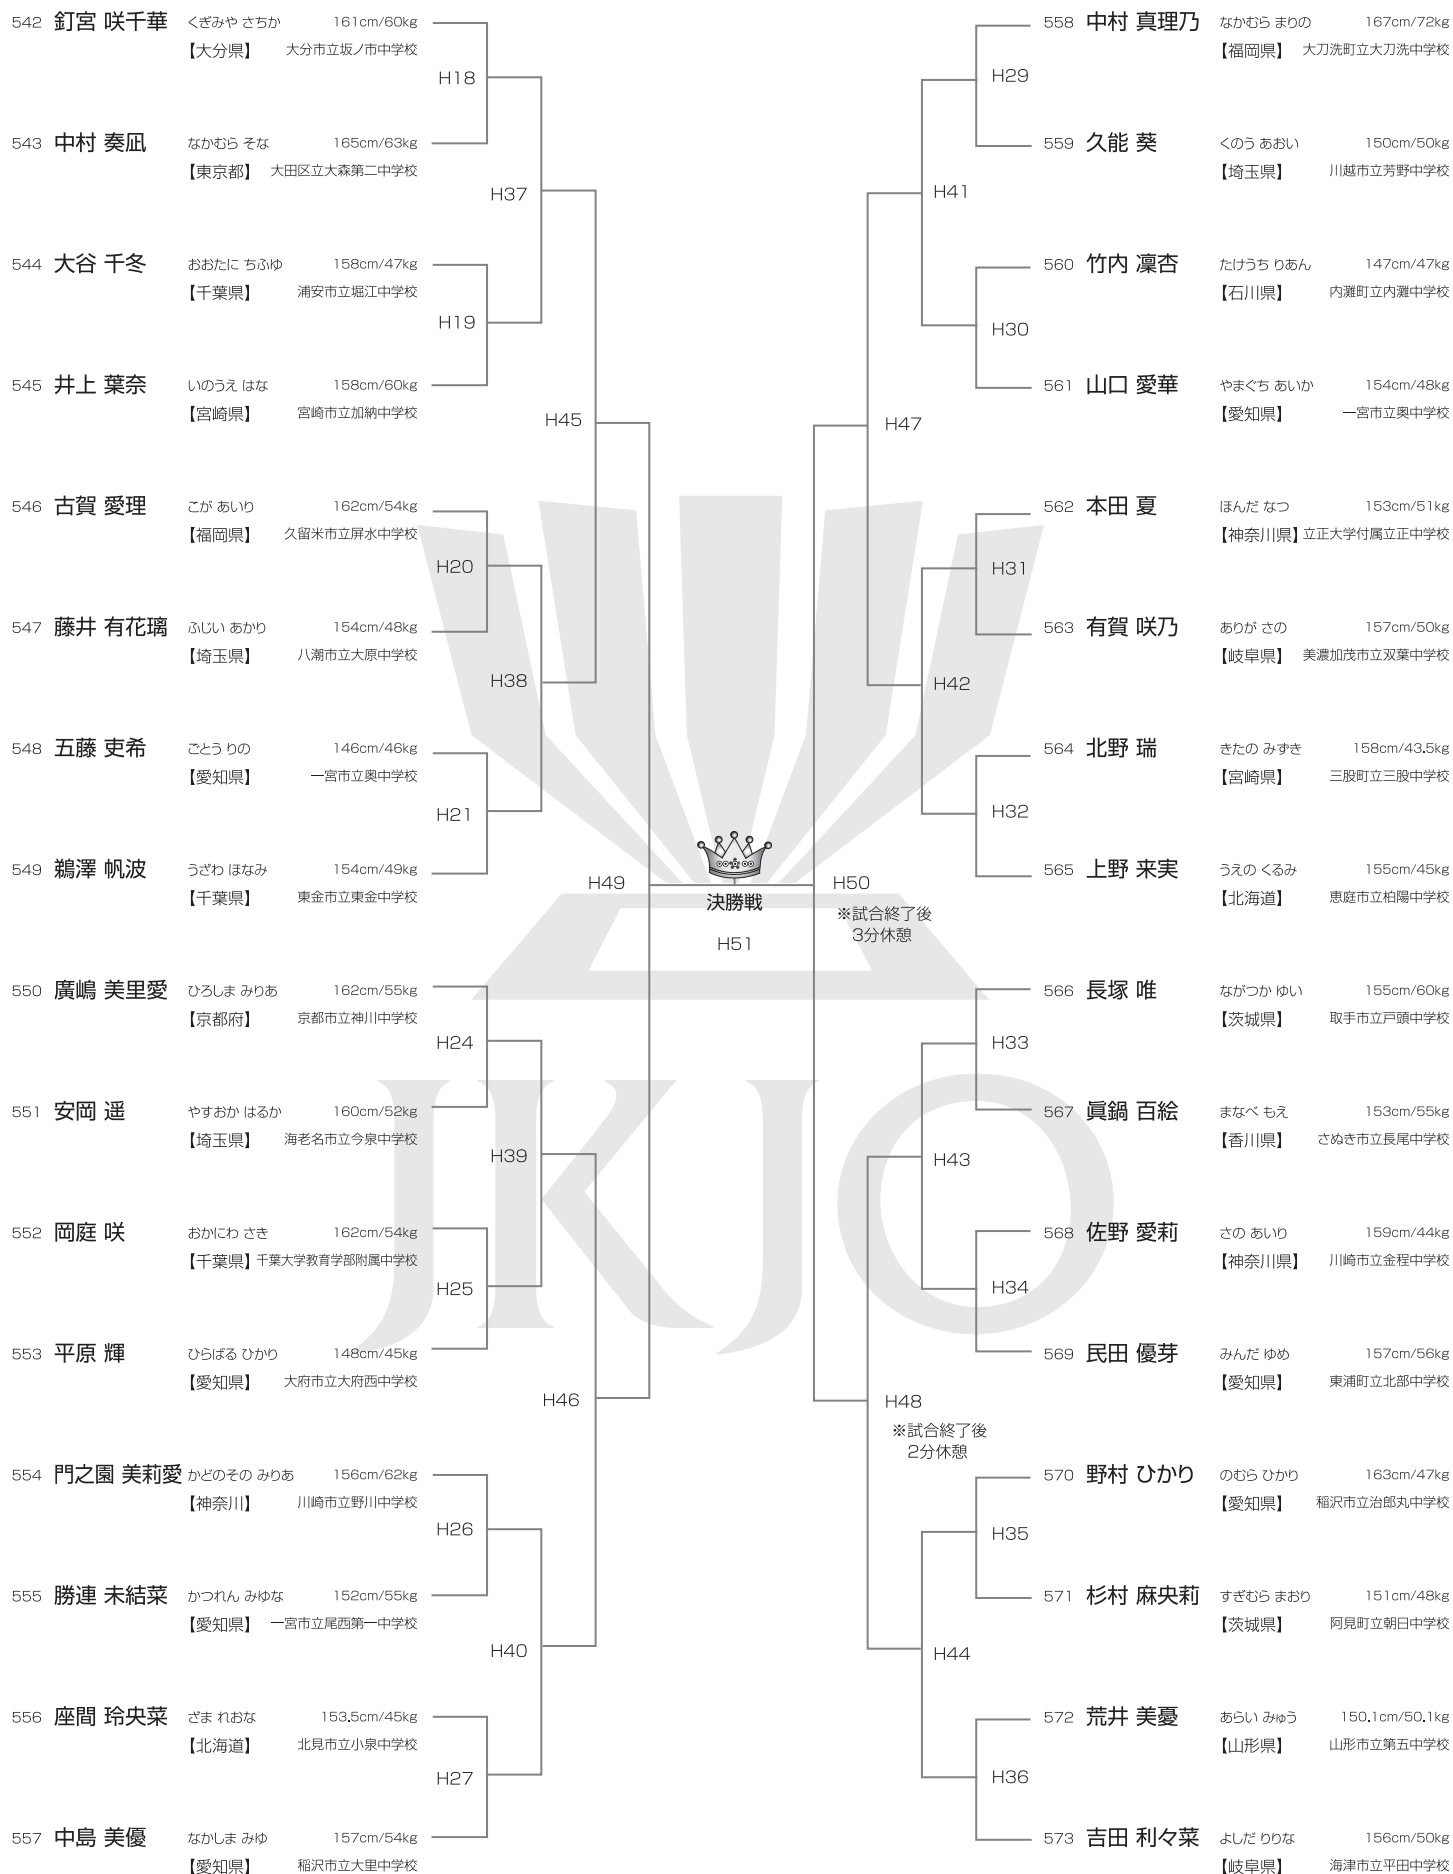 542 釘宮 咲千華 くぎみや さちか 161cm/60kg
【大分県】 大分市立坂ノ市中学校
H18
543 中村 奏凪 なかむら そな 165cm/63kg
【東京都】 大田区立大森第二中学校
H37
544 大谷 千冬 おおたに ちふゆ 158cm/47kg
【千葉県】 浦安市立堀江中学校
H19
545 井上 葉奈 いのうえ はな 158cm/60kg
【宮崎県】 宮崎市立加納中学校
H45
546 古賀 愛理 こが あいり 162cm/54kg
【福岡県】 久留米市立屏水中学校
H20
547 藤井 有花璃 ふじい あかり 154cm/48kg
【埼玉県】 八潮市立大原中学校
H38
548 五藤 吏希 ごとう りの 146cm/46kg
【愛知県】 一宮市立奥中学校
H21
549 鵜澤 帆波 うざわ ほなみ 154cm/49kg
【千葉県】 東金市立東金中学校
H49
550 廣嶋 美里愛 ひろしま みりあ 162cm/55kg
【京都府】 京都市立神川中学校
H24
551 安岡 遥 やすおか はるか 160cm/52kg
【埼玉県】 海老名市立今泉中学校
H39
552 岡庭 咲 おかにわ さき 162cm/54kg
【千葉県】 千葉大学教育学部附属中学校
H25
553 平原 輝 ひらばる ひかり 148cm/45kg
【愛知県】 大府市立大府西中学校
H46
554 門之園 美莉愛 かどのその みりあ 156cm/62kg
【神奈川】 川崎市立野川中学校
H26
555 勝連 未結菜 かつれん みゆな 152cm/55kg
【愛知県】 一宮市立尾西第一中学校
H40
556 座間 玲央菜 ざま れおな 153.5cm/45kg
【北海道】 北見市立小泉中学校
H27
557 中島 美優 なかしま みゆ 157cm/54kg
【愛知県】 稲沢市立大里中学校
決勝戦
H51
JKJO
558 中村 真理乃 なかむら まりの 167cm/72kg
【福岡県】 大刀洗町立大刀洗中学校
H29
559 久能 葵 くのう あおい 150cm/50kg
【埼玉県】 川越市立芳野中学校
H41
560 竹内 凜杏 たけうち りあん 147cm/47kg
【石川県】 内灘町立内灘中学校
H30
561 山口 愛華 やまぐち あいか 154cm/48kg
【愛知県】 一宮市立奥中学校
H47
562 本田 夏 ほんだ なつ 153cm/51kg
【神奈川県】 立正大学付属立正中学校
H31
563 有賀 咲乃 ありが さの 157cm/50kg
【岐阜県】 美濃加茂市立双葉中学校
H42
564 北野 瑞 きたの みずき 158cm/43.5kg
【宮崎県】 三股町立三股中学校
H32
565 上野 来実 うえの くるみ 155cm/45kg
【北海道】 恵庭市立柏陽中学校
H50
※試合終了後
3分休憩
566 長塚 唯 ながつか ゆい 155cm/60kg
【茨城県】 取手市立戸頭中学校
H33
567 眞鍋 百絵 まなべ もえ 153cm/55kg
【香川県】 さぬき市立長尾中学校
H43
568 佐野 愛莉 さの あいり 159cm/44kg
【神奈川県】 川崎市立金程中学校
H34
569 民田 優芽 みんだ ゆめ 157cm/56kg
【愛知県】 東浦町立北部中学校
H48
※試合終了後
2分休憩
570 野村 ひかり のむら ひかり 163cm/47kg
【愛知県】 稲沢市立治郎丸中学校
H35
571 杉村 麻央莉 すぎむら まおり 151cm/48kg
【茨城県】 阿見町立朝日中学校
H44
572 荒井 美憂 あらい みゅう 150.1cm/50.1kg
【山形県】 山形市立第五中学校
H36
573 吉田 利々菜 よしだ りりな 156cm/50kg
【岐阜県】 海津市立平田中学校